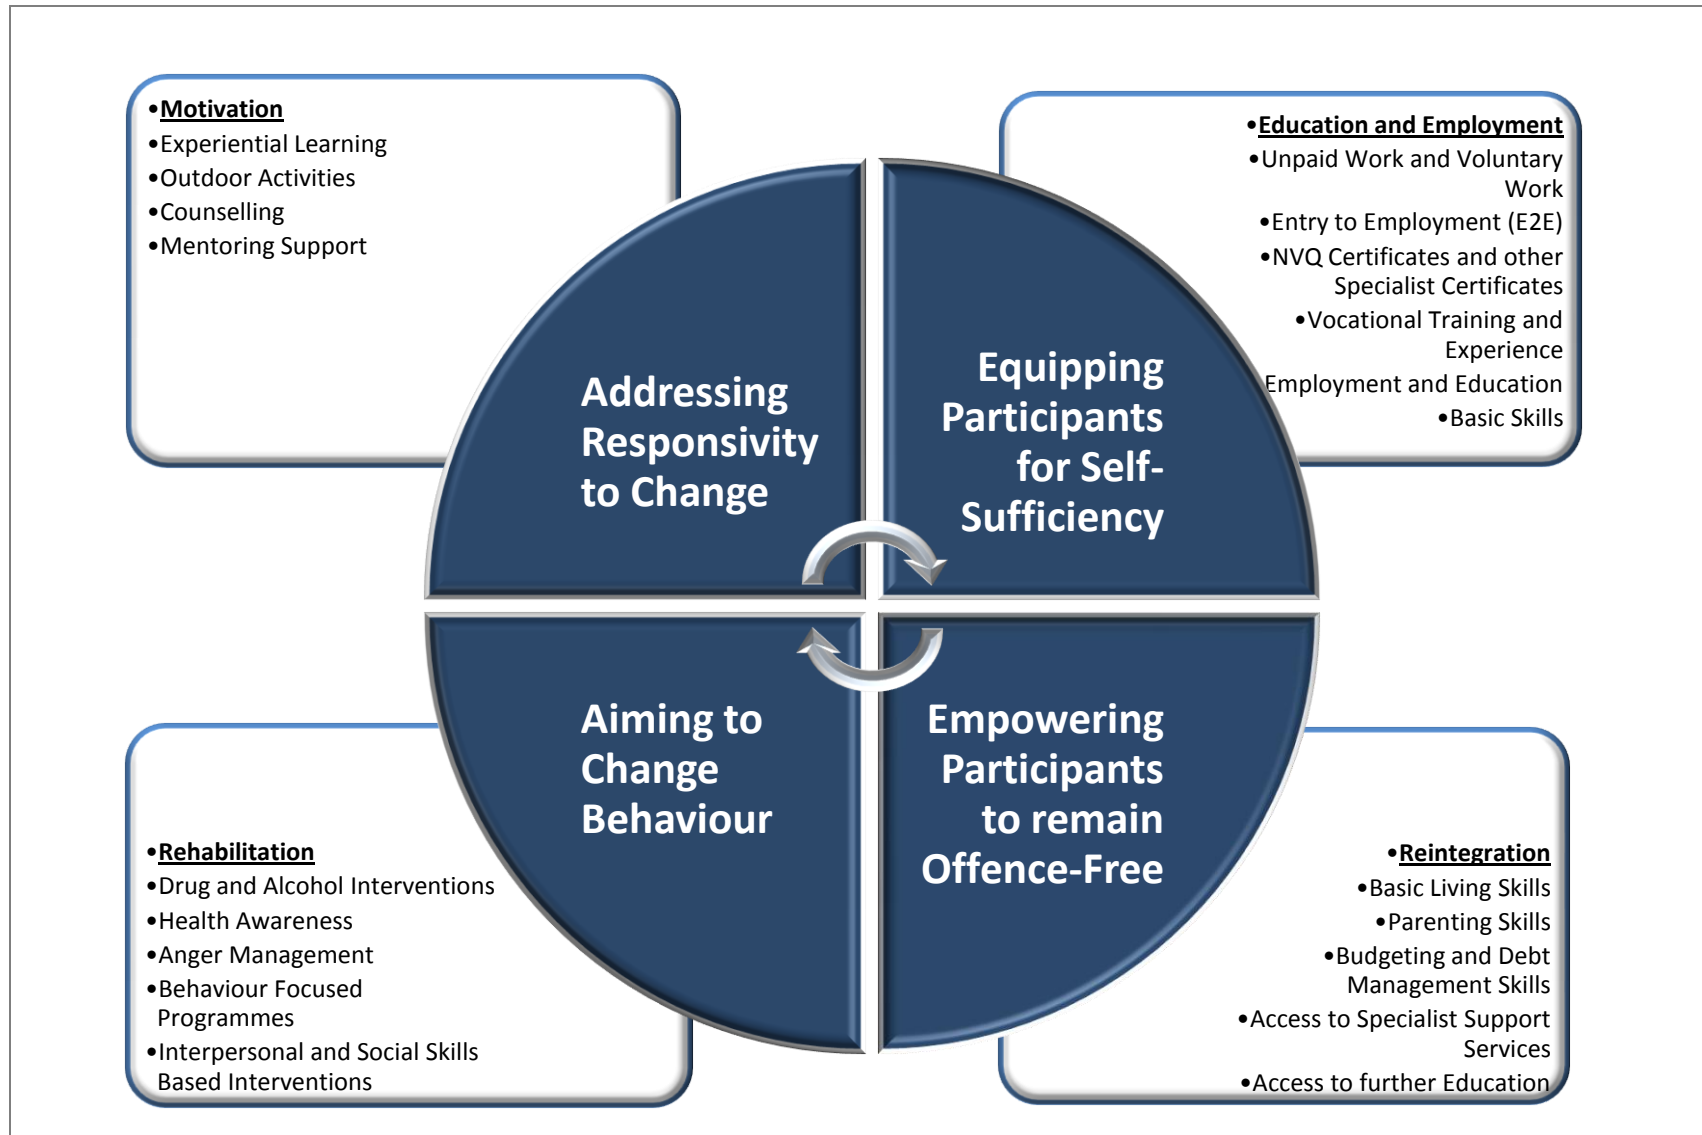 •Motivation
•Experiential Learning
•Outdoor Activities
•Counselling
•Mentoring Support
•Education and Employment
•Unpaid Work and Voluntary
Work
•Entry to Employment (E2E)
•NVQ Certificates and other
Specialist Certificates
•Vocational Training and
Experience
Employment and Education
•Basic Skills
Addressing
Responsivity
to Change
Equipping
Participants
for Self-
Sufficiency
Aiming to
Change
Behaviour
Empowering
Participants
to remain
Offence-Free
•Rehabilitation
•Drug and Alcohol Interventions
•Health Awareness
•Anger Management
•Behaviour Focused
Programmes
•Interpersonal and Social Skills
Based Interventions
•Reintegration
•Basic Living Skills
•Parenting Skills
•Budgeting and Debt
Management Skills
•Access to Specialist Support
Services
•Access to further Education